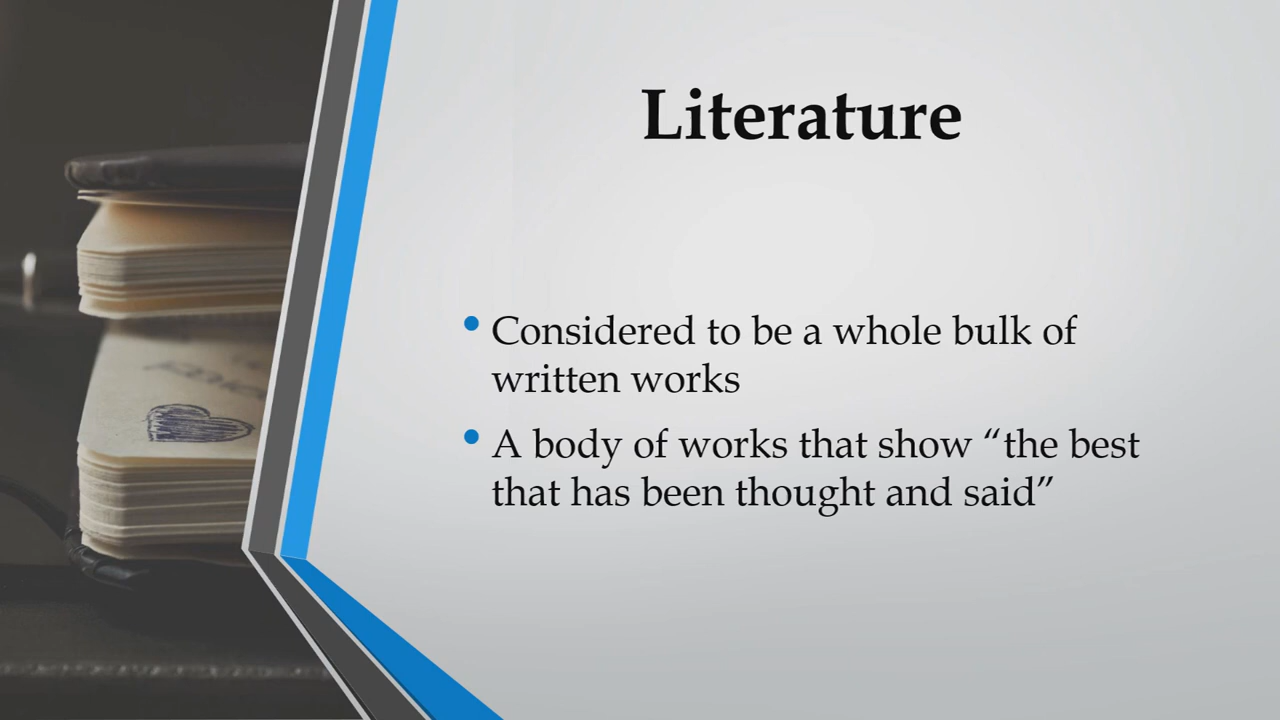 Literature
• Considered to be a whole bulk of
written works
• A body of works that show “the best
that has been thought and said”